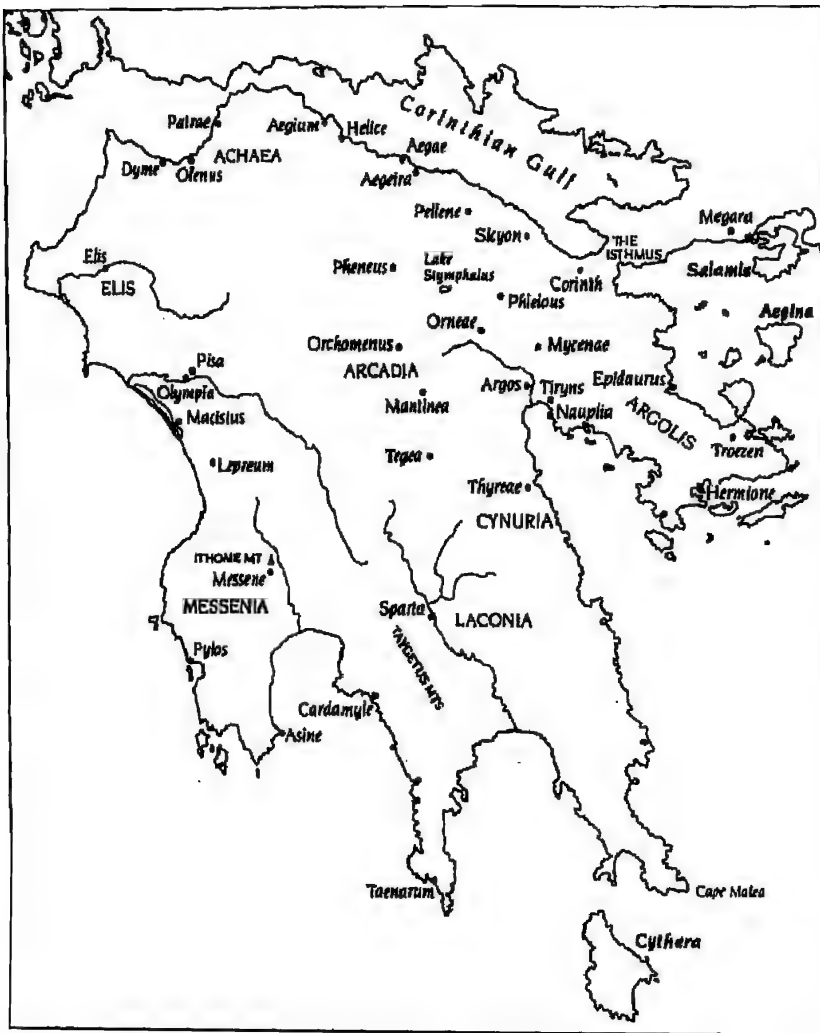 Corinthian Gulf
Patrae
Aegium
Helice
ACHAEA
Aegae
Dyme
Olenus
Aegeira
Pellene
Megara
Sikyon
THE
ISTHMUS
Elis
Pheneus
Lake
Stymphalus
Corinth
Salamis
ELIS
Phleious
Aegina
Orneae
Orchomenus
Mycenae
Pisa
ARCADIA
Olympia
Argos
Tiryns
Epidaurus
Mantinea
Nauplia
ARGOLIS
Macistus
Troezen
Tegea
Lepreum
Thyreae
Hermione
CYNURIA
ITHOME MT
Messene
MESSENIA
Sparta
LACONIA
TAYGETUS MTS
Pylos
Cardamyle
Asine
Taenarum
Cape Malea
Cythera